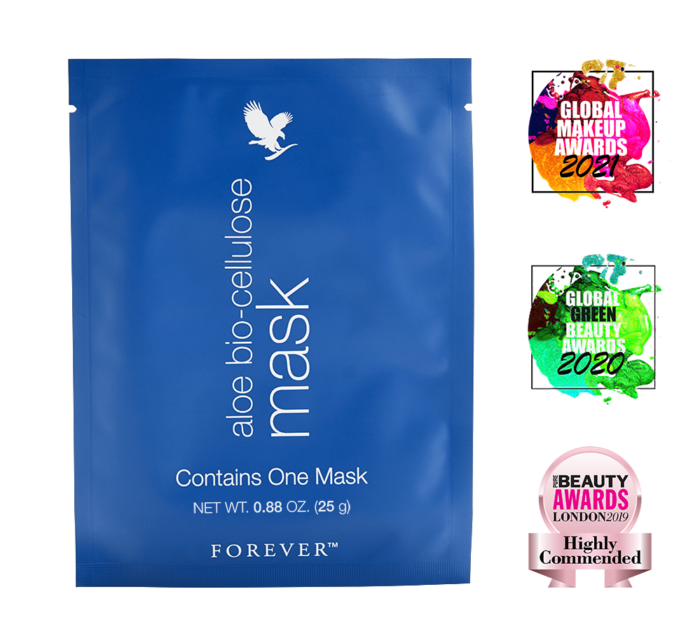 aloe bio-cellulose
mask
Contains One Mask
NET WT. 0.88 OZ. (25 g)
FOREVER™
GLOBAL
MAKEUP
AWARDS
2021
GLOBAL
GREEN
BEAUTY
AWARDS
2020
PURE BEAUTY
AWARDS
LONDON2019
Highly
Commended